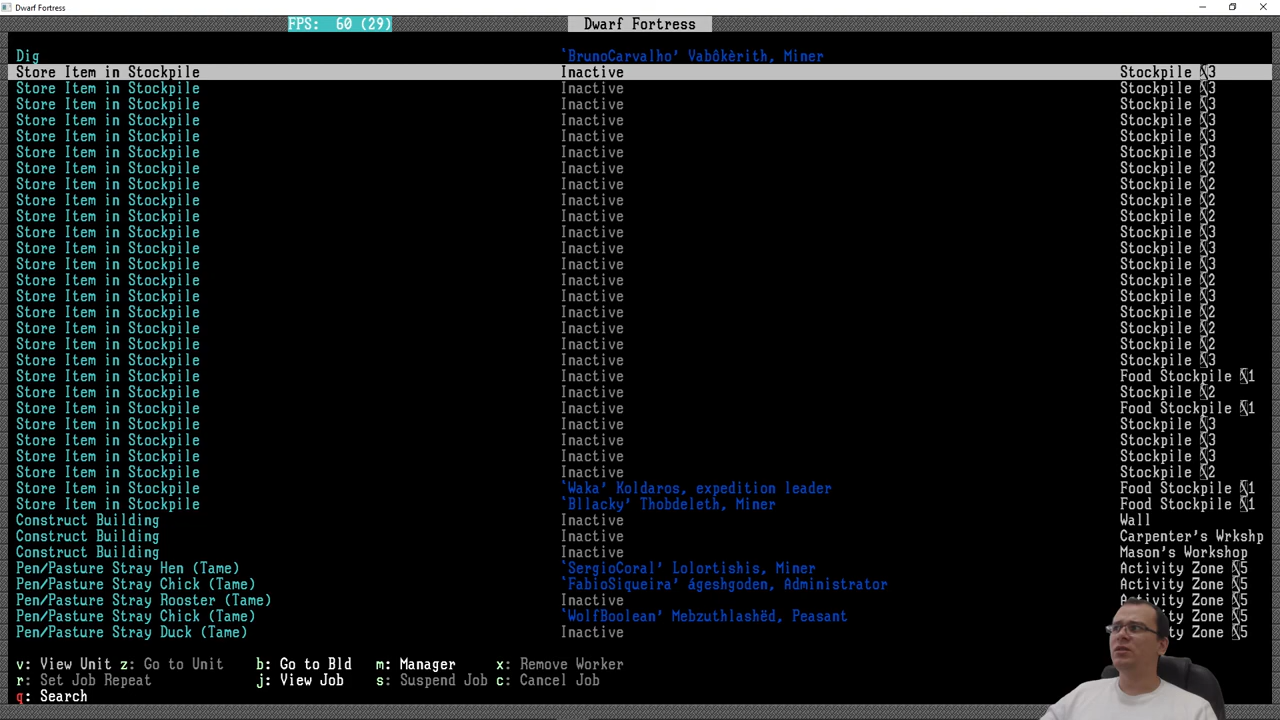 Dwarf Fortress
FPS: 60 (29) Dwarf Fortress
Dig `BrunoCarvalho' Vabôkèrith, Miner
Store Item in Stockpile Inactive Stockpile 3
Store Item in Stockpile Inactive Stockpile 3
Store Item in Stockpile Inactive Stockpile 3
Store Item in Stockpile Inactive Stockpile 3
Store Item in Stockpile Inactive Stockpile 3
Store Item in Stockpile Inactive Stockpile 3
Store Item in Stockpile Inactive Stockpile 2
Store Item in Stockpile Inactive Stockpile 2
Store Item in Stockpile Inactive Stockpile 2
Store Item in Stockpile Inactive Stockpile 2
Store Item in Stockpile Inactive Stockpile 3
Store Item in Stockpile Inactive Stockpile 3
Store Item in Stockpile Inactive Stockpile 3
Store Item in Stockpile Inactive Stockpile 2
Store Item in Stockpile Inactive Stockpile 3
Store Item in Stockpile Inactive Stockpile 2
Store Item in Stockpile Inactive Stockpile 2
Store Item in Stockpile Inactive Stockpile 2
Store Item in Stockpile Inactive Stockpile 3
Store Item in Stockpile Inactive Food Stockpile 1
Store Item in Stockpile Inactive Stockpile 2
Store Item in Stockpile Inactive Food Stockpile 1
Store Item in Stockpile Inactive Stockpile 3
Store Item in Stockpile Inactive Stockpile 3
Store Item in Stockpile Inactive Stockpile 3
Store Item in Stockpile Inactive Stockpile 2
Store Item in Stockpile `Waka' Koldaros, expedition leader Food Stockpile 1
Store Item in Stockpile `Bllacky' Thobdeleth, Miner Food Stockpile 1
Construct Building Inactive Wall
Construct Building Inactive Carpenter's Wrkshp
Construct Building Inactive Mason's Workshop
Pen/Pasture Stray Hen (Tame) `SergioCoral' Lolortishis, Miner Activity Zone 5
Pen/Pasture Stray Chick (Tame) `FabioSiqueira' ágeshgoden, Administrator Activity Zone 5
Pen/Pasture Stray Rooster (Tame) Inactive Activity Zone 5
Pen/Pasture Stray Chick (Tame) `WolfBoolean' Mebzuthlashëd, Peasant Zone 5
Pen/Pasture Stray Duck (Tame) Inactive Zone 5
v: View Unit z: Go to Unit b: Go to Bld m: Manager x: Remove Worker
r: Set Job Repeat j: View Job s: Suspend Job c: Cancel Job
q: Search